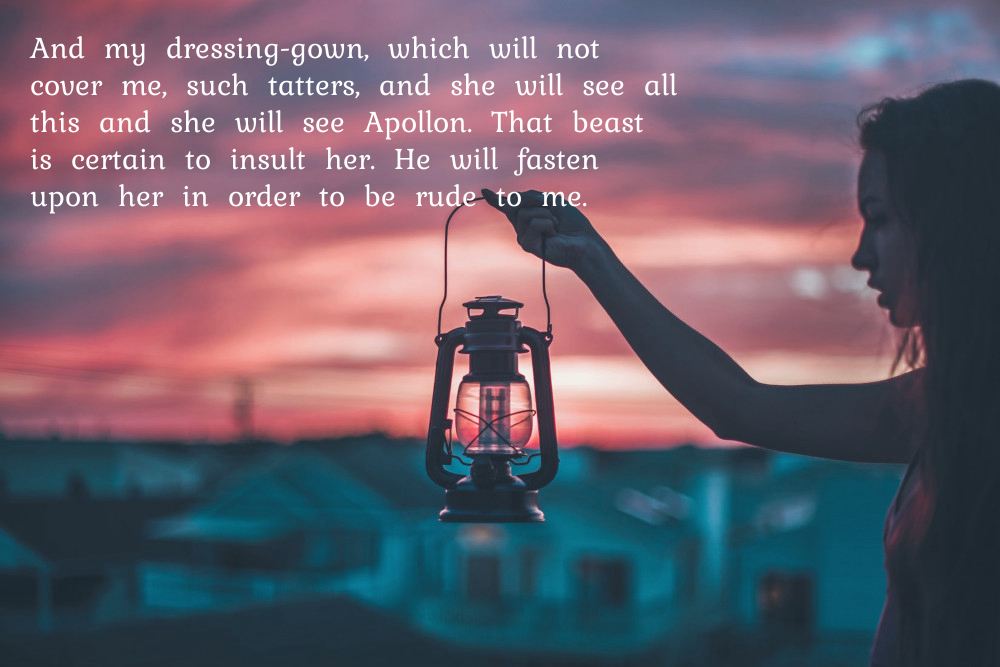 And my dressing-gown, which will not
cover me, such tatters, and she will see all
this and she will see Apollon. That beast
is certain to insult her. He will fasten
upon her in order to be rude to me.